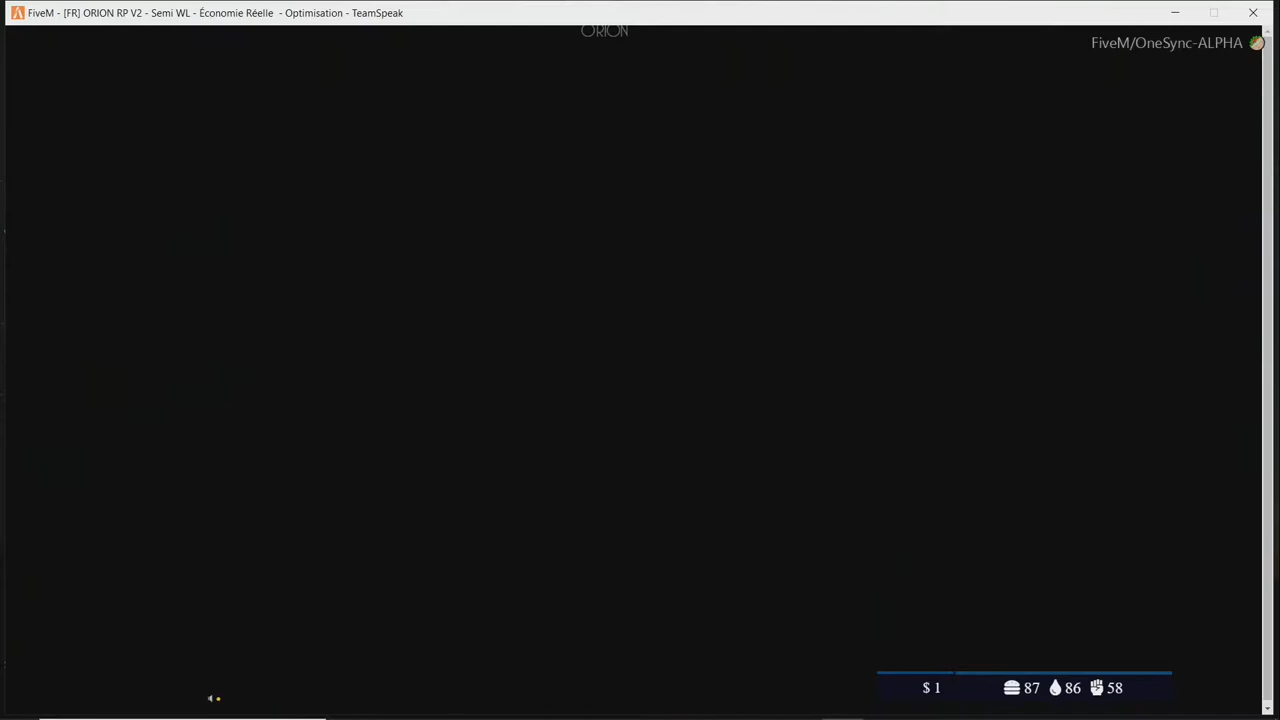 FiveM - [FR] ORION RP V2 - Semi WL - Économie Réelle - Optimisation - TeamSpeak
ORION
FiveM/OneSync-ALPHA
$ 1 87 86 58